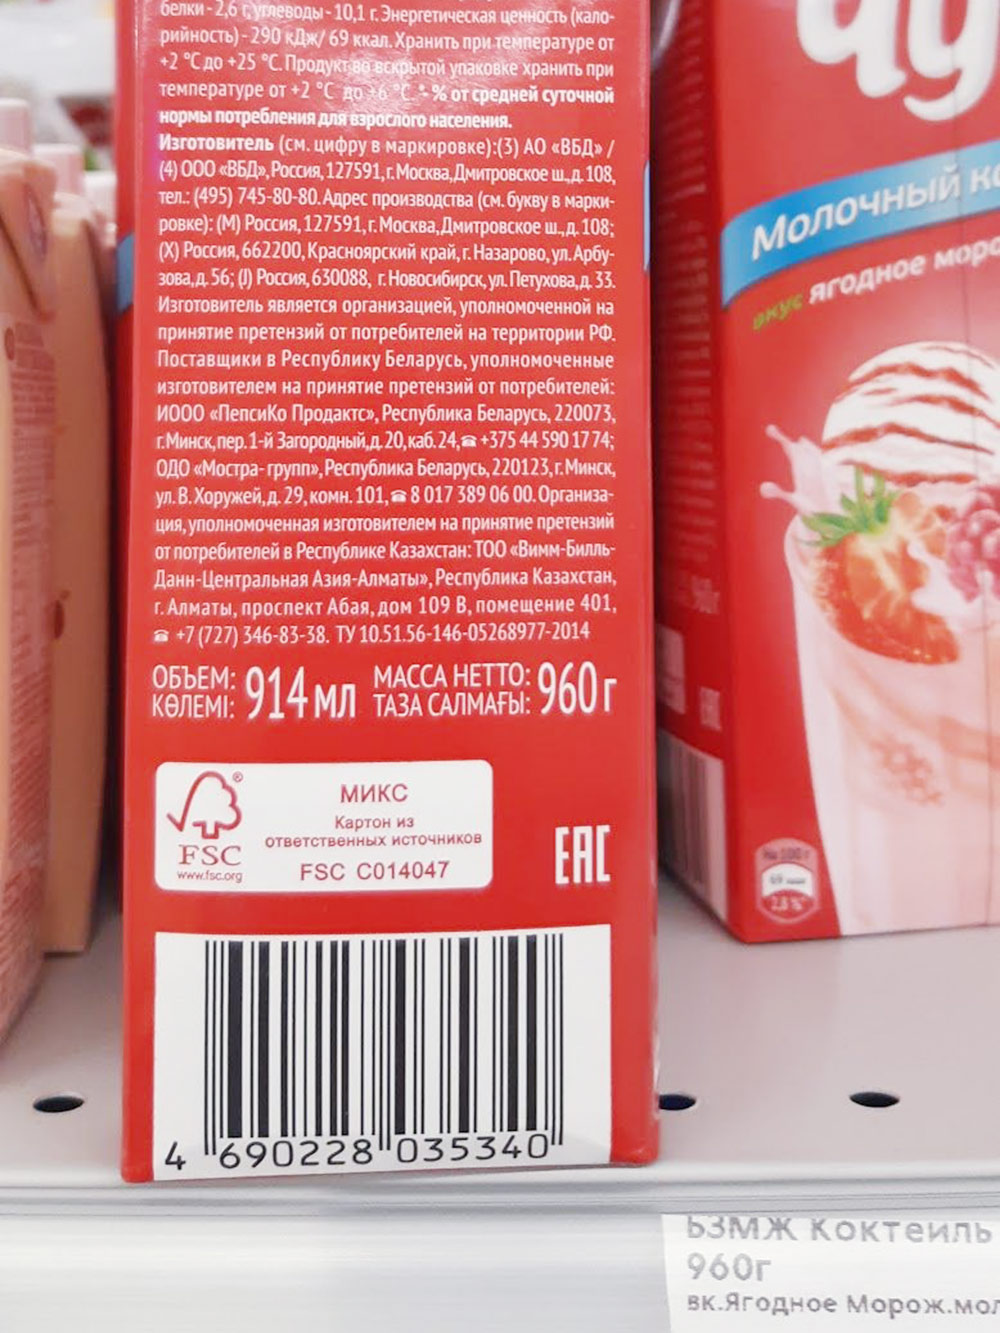 белки - 2,6 г, углеводы - 10,1 г. Энергетическая ценность (кало-
рийность) - 290 кДж/ 69 ккал. Хранить при температуре от
+2 °С до +25 °С. Продукт во вскрытой упаковке хранить при
температуре от +2 °С до +6 °С. *- % от средней суточной
нормы потребления для взрослого населения.
Изготовитель (см. цифру в маркировке):(3) АО «ВБД» /
(4) ООО «ВБД», Россия, 127591, г. Москва, Дмитровское ш., д. 108,
тел.: (495) 745-80-80. Адрес производства (см. букву в марки-
ровке): (М) Россия, 127591, г. Москва, Дмитровское ш., д. 108;
(Х) Россия, 662200, Красноярский край, г. Назарово, ул. Арбу-
зова, д. 56; (J) Россия, 630088, г. Новосибирск, ул. Петухова, д. 33.
Изготовитель является организацией, уполномоченной на
принятие претензий от потребителей на территории РФ.
Поставщики в Республику Беларусь, уполномоченные
изготовителем на принятие претензий от потребителей:
ИООО «ПепсиКо Продактс», Республика Беларусь, 220073,
г. Минск, пер. 1-й Загородный, д. 20, каб. 24, ☎ +375 44 590 17 74;
ОДО «Мостра- групп», Республика Беларусь, 220123, г. Минск,
ул. В. Хоружей, д. 29, комн. 101, ☎ 8 017 389 06 00. Организа-
ция, уполномоченная изготовителем на принятие претензий
от потребителей в Республике Казахстан: ТОО «Вимм-Билль-
Данн-Центральная Азия-Алматы», Республика Казахстан,
г. Алматы, проспект Абая, дом 109 В, помещение 401,
☎ +7 (727) 346-83-38. ТУ 10.51.56-146-05268977-2014
ОБЪЕМ: 914 мл МАССА НЕТТО: 960 г
КӨЛЕМІ: ТАЗА САЛМАҒЫ:
FSC
www.fsc.org
МИКС
Картон из
ответственных источников
FSC C014047
EAC
4 690228 035340
чу
Молочный ко
вкус ягодное моро
БЗМЖ Коктейль
960г
вк.Ягодное Морож.мол